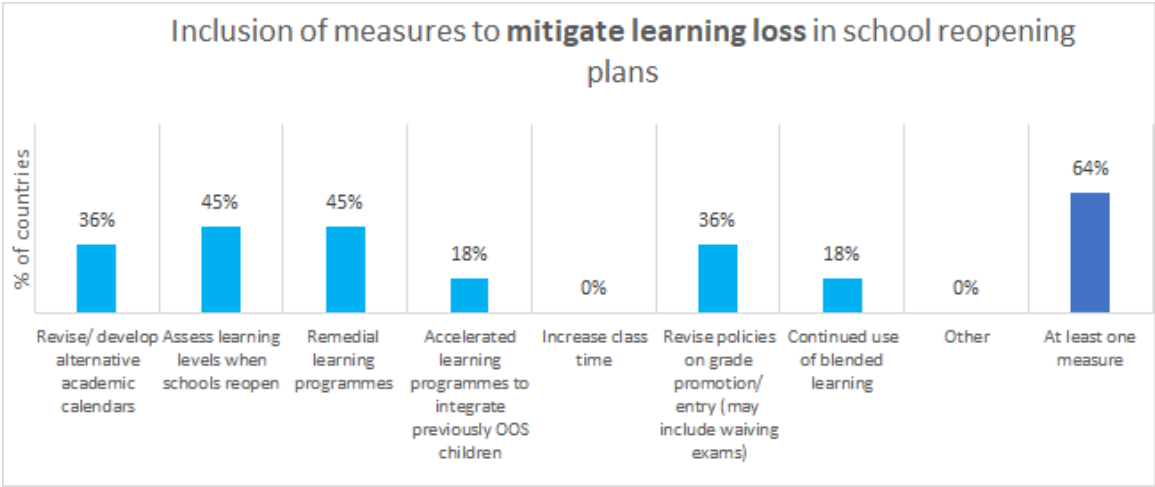 Inclusion of measures to mitigate learning loss in school reopening
plans
% of countries
36%
45%
45%
18%
0%
36%
18%
0%
64%
Revise/ develop
alternative
academic
calendars
Assess learning
levels when
schools reopen
Remedial
learning
programmes
Accelerated
learning
programmes to
integrate
previously OOS
children
Increase class
time
Revise policies
on grade
promotion/
entry (may
include waiving
exams)
Continued use
of blended
learning
Other
At least one
measure